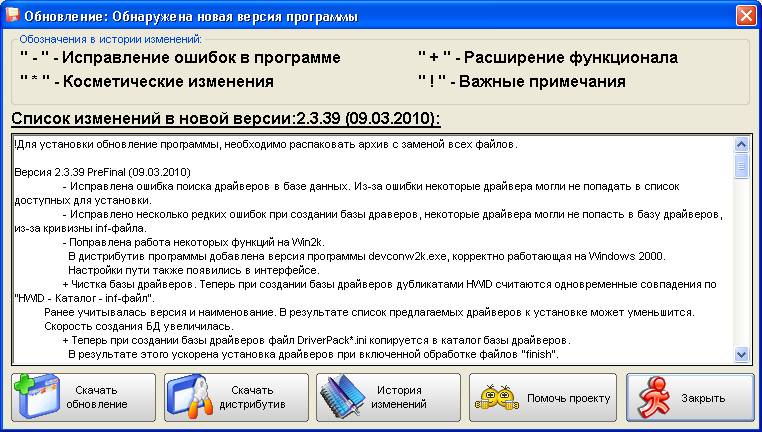 Обновление: Обнаружена новая версия программы
Обозначения в истории изменений:
" - " - Исправление ошибок в программе
" + " - Расширение функционала
" * " - Косметические изменения
" ! " - Важные примечания
Список изменений в новой версии:2.3.39 (09.03.2010):
!Для установки обновление программы, необходимо распаковать архив с заменой всех файлов.
Версия 2.3.39 PreFinal (09.03.2010)
- Исправлена ошибка поиска драйверов в базе данных. Из-за ошибки некоторые драйвера могли не попадать в список
доступных для установки.
- Исправлено несколько редких ошибок при создании базы драверов, некоторые драйвера могли не попасть в базу драйверов,
из-за кривизны inf-файла.
- Поправлена работа некоторых функций на Win2k.
В дистрибутив программы добавлена версия программы devconw2k.exe, корректно работающая на Windows 2000.
Настройки пути также появились в интерфейсе.
+ Чистка базы драйверов. Теперь при создании базы драйверов дубликатами HWID считаются одновременные совпадения по
"HWID - Каталог - inf-файл".
Ранее учитывалась версия и наименование. В результате список предлагаемых драйверов к установке может уменьшится.
Скорость создания БД увеличилась.
+ Теперь при создании базы драйверов файл DriverPack*.ini копируется в каталог базы драйверов.
В результате этого ускорена установка драйверов при включенной обработке файлов "finish".
Скачать
обновление
Скачать
дистрибутив
История
изменений
Помочь проекту
Закрыть